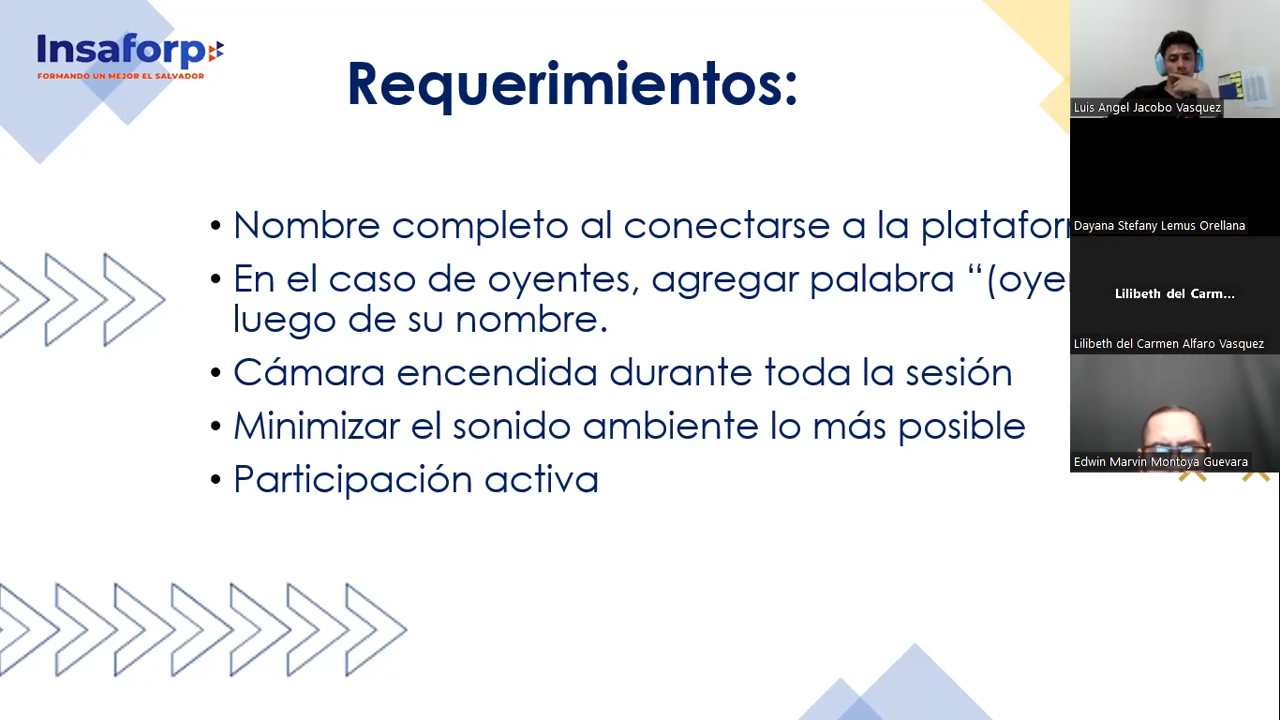 Insaforp
FORMANDO UN MEJOR EL SALVADOR
Requerimientos:
• Nombre completo al conectarse a la
• En el caso de oyentes, agregar palabra
luego de su nombre.
• Cámara encendida durante toda la sesión
• Minimizar el sonido ambiente lo más posible
• Participación activa
Luis Angel Jacobo Vasquez
Dayana Stefany Lemus Orellana
Lilibeth del Carm...
Lilibeth del Carmen Alfaro Vasquez
Edwin Marvin Montoya Guevara